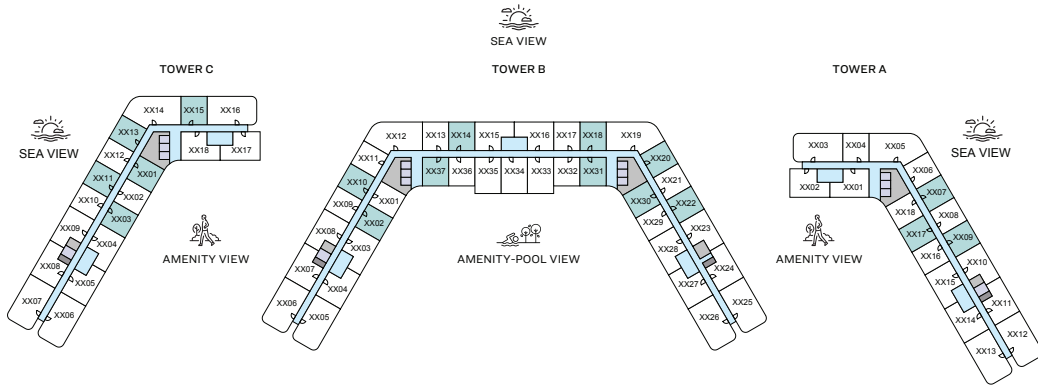 SEA VIEW
TOWER C
TOWER B
TOWER A
SEA VIEW
SEA VIEW
XX14
XX15
XX16
XX13
XX18
XX17
XX12
XX01
XX11
XX02
XX10
XX03
XX09
XX04
XX08
XX05
XX07
XX06
AMENITY VIEW
XX12
XX13
XX14
XX15
XX16
XX17
XX18
XX19
XX11
XX37
XX36
XX35
XX34
XX33
XX32
XX31
XX20
XX10
XX01
XX30
XX21
XX09
XX02
XX29
XX22
XX08
XX03
XX28
XX23
XX07
XX04
XX27
XX24
XX06
XX05
XX26
XX25
AMENITY-POOL VIEW
XX03
XX04
XX05
XX02
XX01
XX06
XX18
XX07
XX17
XX08
XX16
XX09
XX15
XX10
XX14
XX11
XX13
XX12
AMENITY VIEW